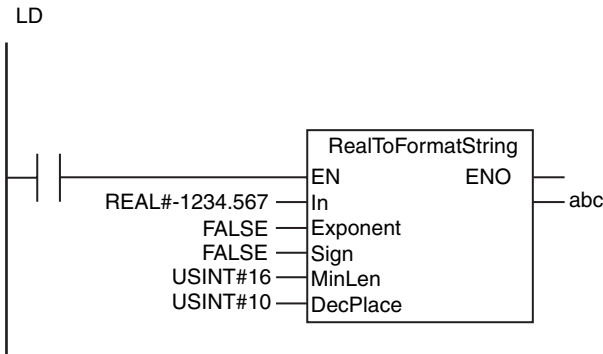 LD
RealToFormatString
EN ENO
REAL#-1234.567 In abc
FALSE Exponent
FALSE Sign
USINT#16 MinLen
USINT#10 DecPlace